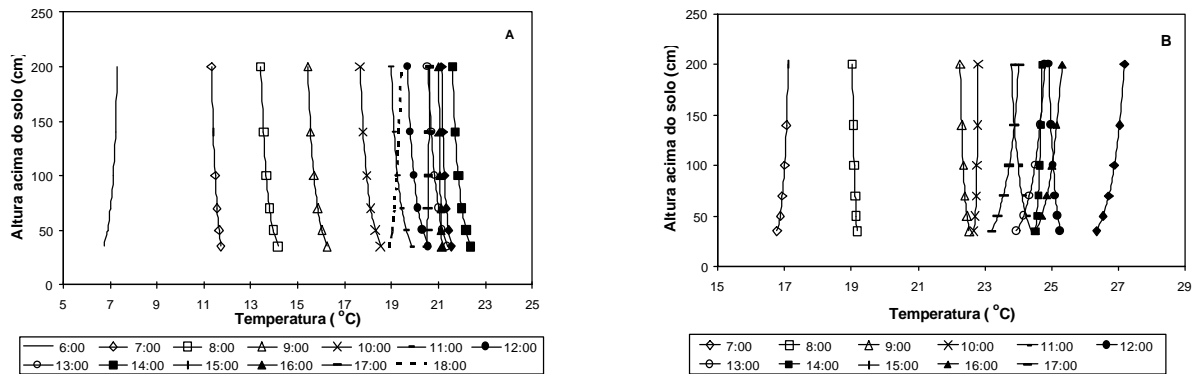 A
Altura acima do solo (cm)
250
200
150
100
50
0
5 7 9 11 13 15 17 19 21 23 25
Temperatura ( °C)
6:00 7:00 8:00 9:00 10:00 11:00 12:00
13:00 14:00 15:00 16:00 17:00 18:00
B
Altura acima do solo (cm)
250
200
150
100
50
0
15 17 19 21 23 25 27 29
Temperatura ( °C)
7:00 8:00 9:00 10:00 11:00 12:00
13:00 14:00 15:00 16:00 17:00